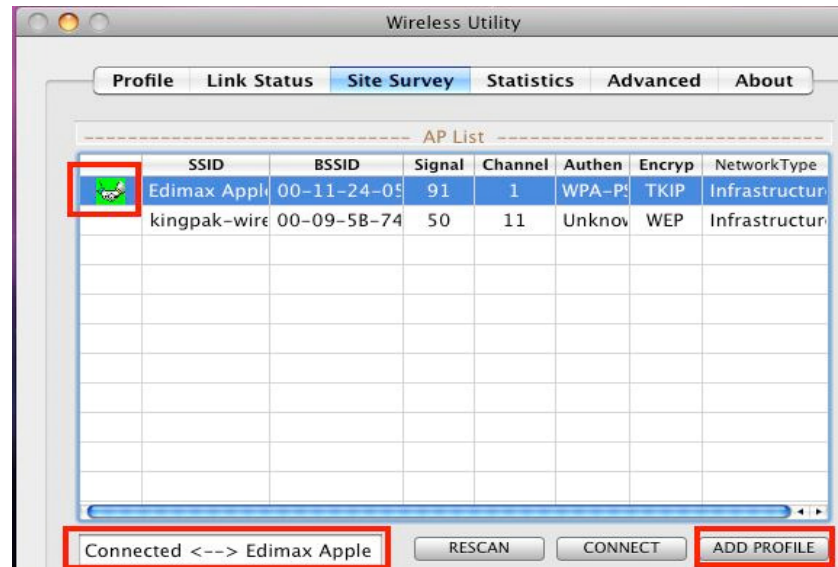 Wireless Utility
Profile Link Status Site Survey Statistics Advanced About
AP List
SSID BSSID Signal Channel Authen Encryp NetworkType
Edimax Appl 00-11-24-05 91 1 WPA-PS TKIP Infrastructur
kingpak-wire 00-09-5B-74 50 11 Unknow WEP Infrastructur
Connected <--> Edimax Apple RESCAN CONNECT ADD PROFILE